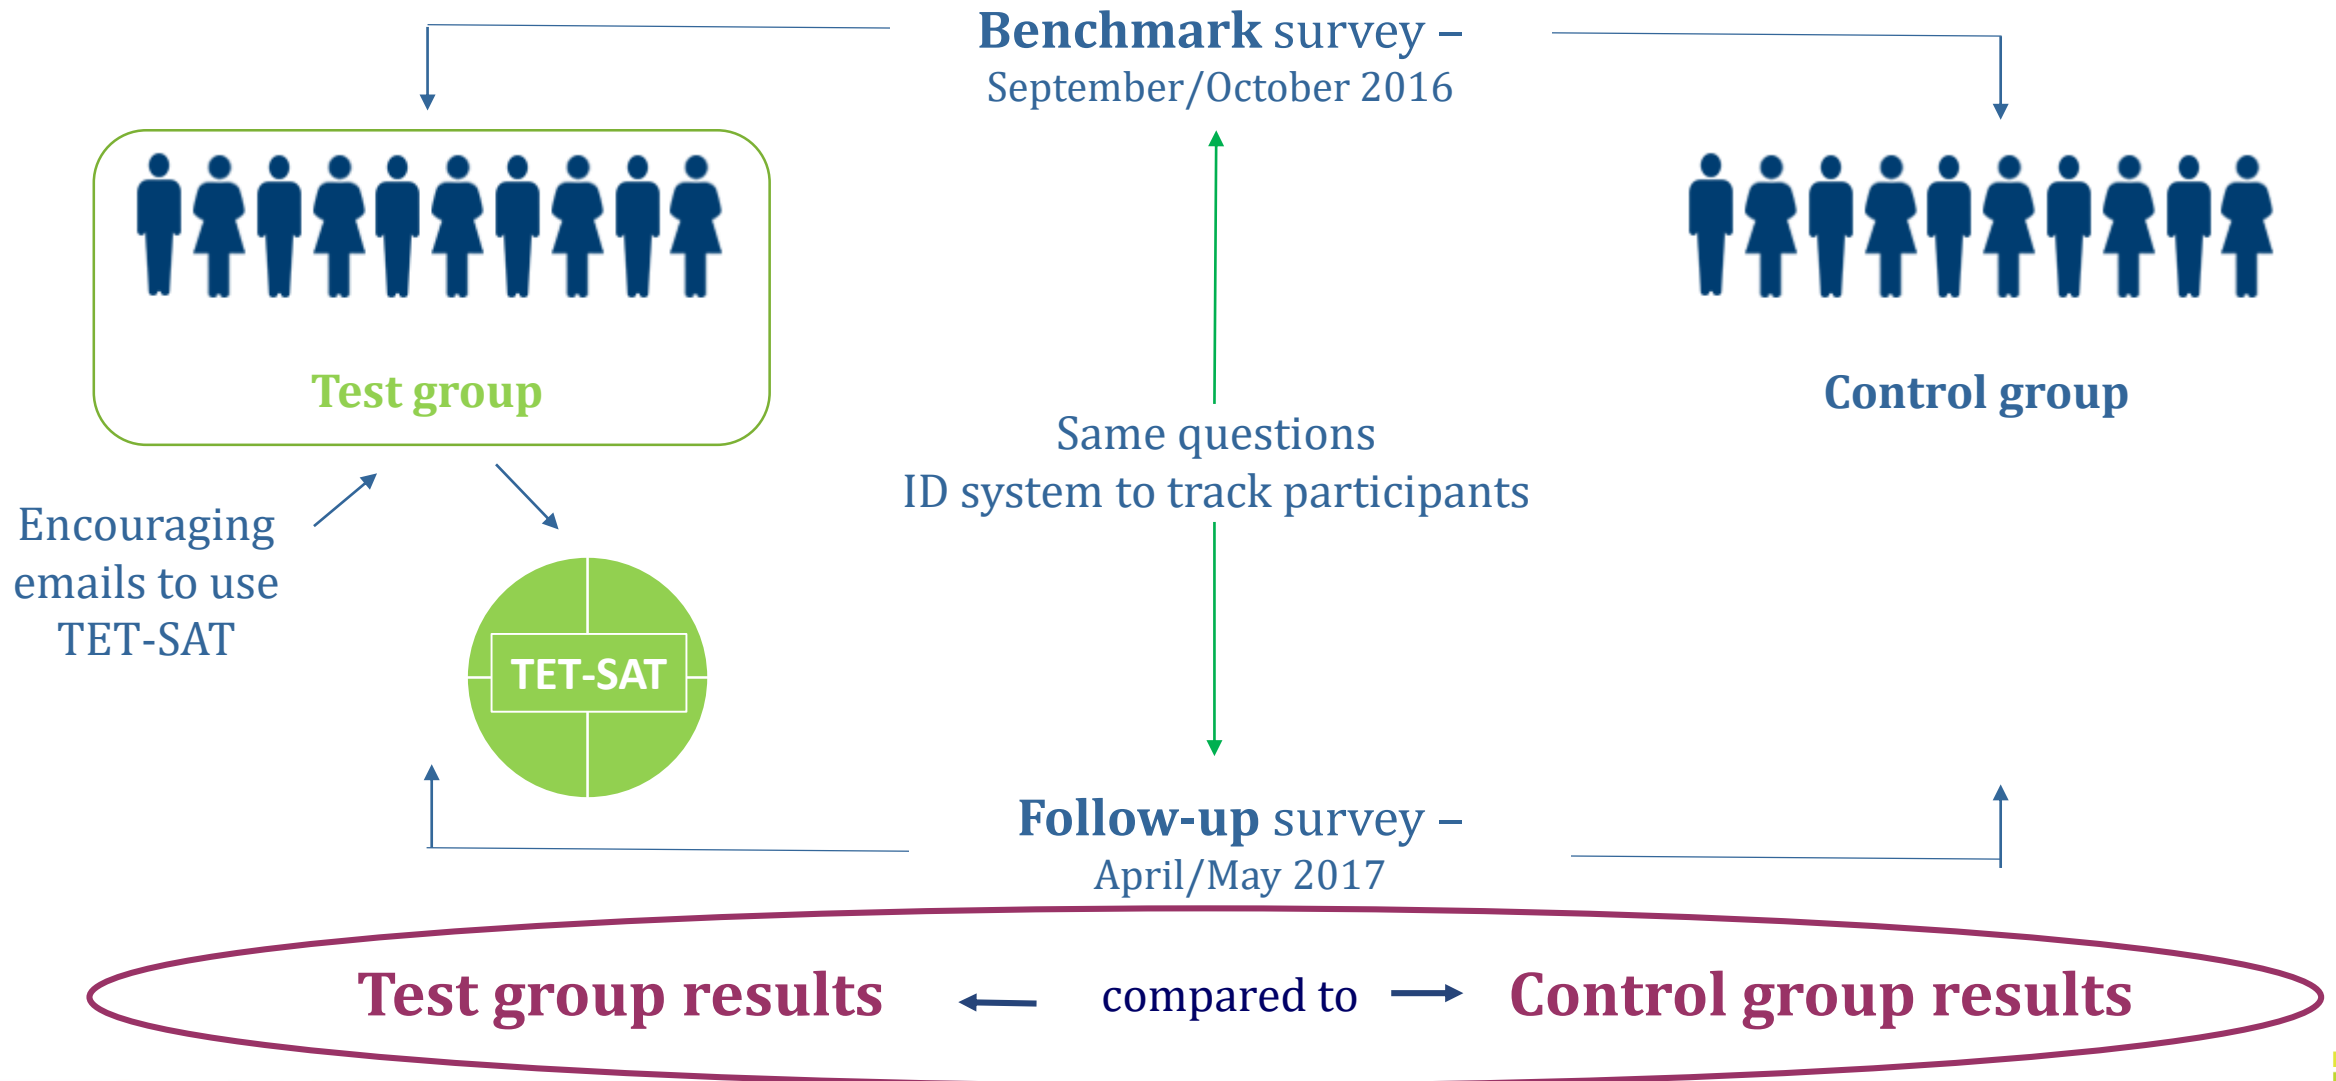 Benchmark survey –
September/October 2016
Test group
Control group
Same questions
ID system to track participants
Encouraging
emails to use
TET-SAT
TET-SAT
Follow-up survey –
April/May 2017
Test group results
compared to
Control group results